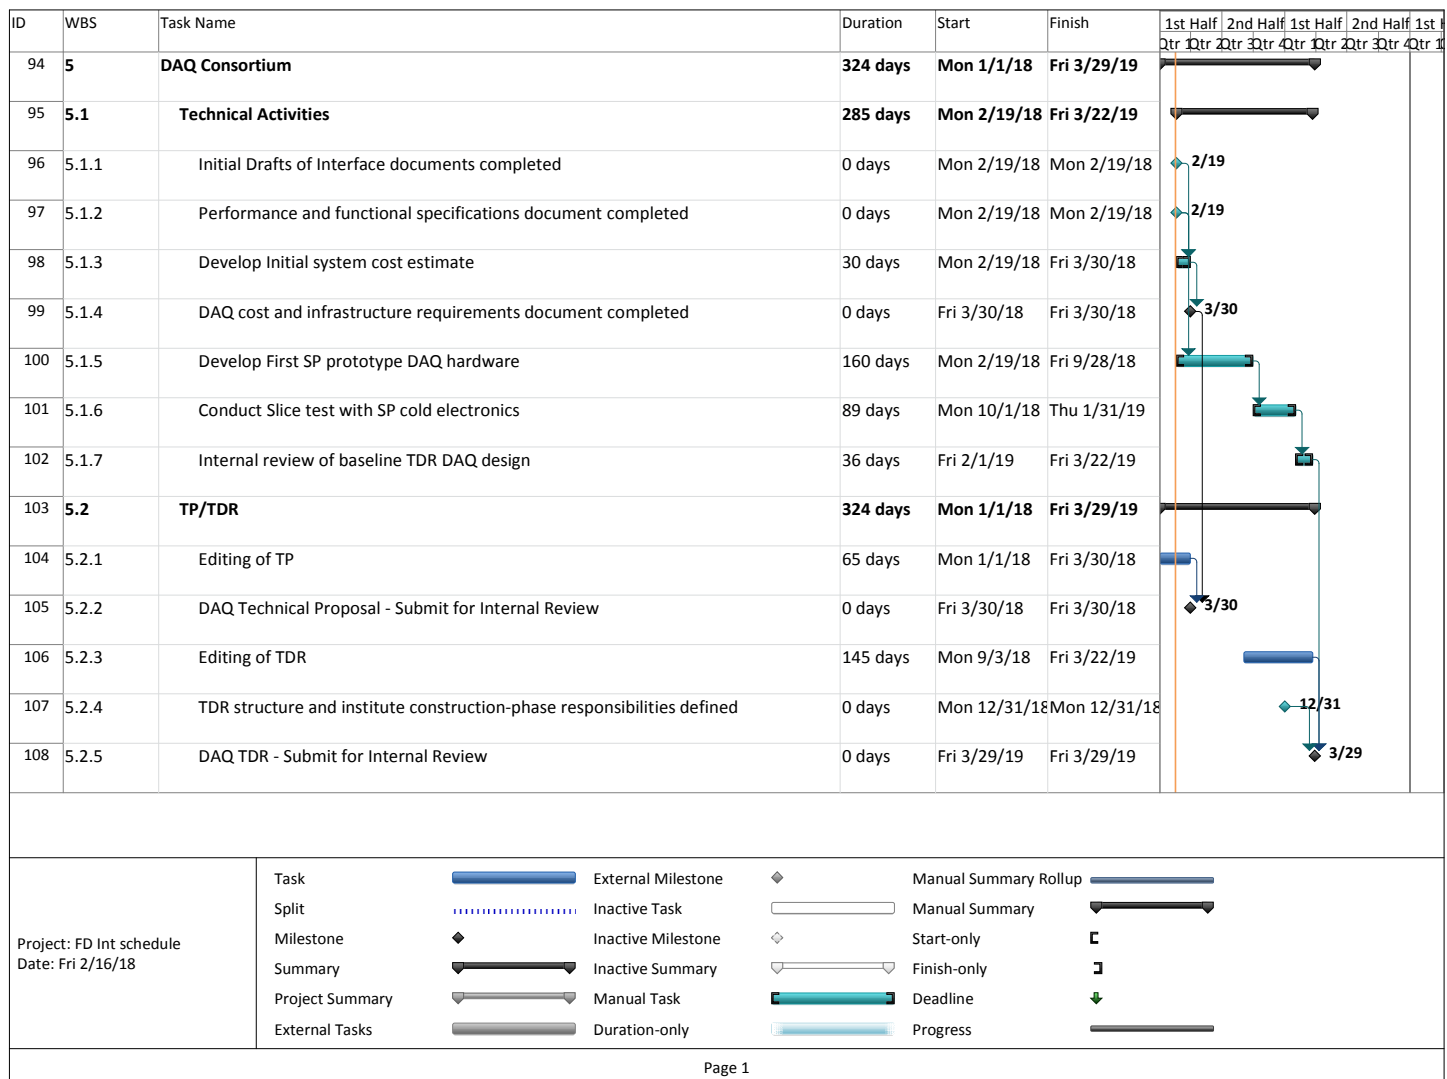 ID WBS Task Name Duration Start Finish 1st Half 2nd Half 1st Half 2nd Half 1st H
Qtr 1 Qtr 2 Qtr 3 Qtr 4 Qtr 1 Qtr 2 Qtr 3 Qtr 4 Qtr 1
94 5 DAQ Consortium 324 days Mon 1/1/18 Fri 3/29/19
95 5.1 Technical Activities 285 days Mon 2/19/18 Fri 3/22/19
96 5.1.1 Initial Drafts of Interface documents completed 0 days Mon 2/19/18 Mon 2/19/18 2/19
97 5.1.2 Performance and functional specifications document completed 0 days Mon 2/19/18 Mon 2/19/18 2/19
98 5.1.3 Develop Initial system cost estimate 30 days Mon 2/19/18 Fri 3/30/18
99 5.1.4 DAQ cost and infrastructure requirements document completed 0 days Fri 3/30/18 Fri 3/30/18 3/30
100 5.1.5 Develop First SP prototype DAQ hardware 160 days Mon 2/19/18 Fri 9/28/18
101 5.1.6 Conduct Slice test with SP cold electronics 89 days Mon 10/1/18 Thu 1/31/19
102 5.1.7 Internal review of baseline TDR DAQ design 36 days Fri 2/1/19 Fri 3/22/19
103 5.2 TP/TDR 324 days Mon 1/1/18 Fri 3/29/19
104 5.2.1 Editing of TP 65 days Mon 1/1/18 Fri 3/30/18
105 5.2.2 DAQ Technical Proposal - Submit for Internal Review 0 days Fri 3/30/18 Fri 3/30/18 3/30
106 5.2.3 Editing of TDR 145 days Mon 9/3/18 Fri 3/22/19
107 5.2.4 TDR structure and institute construction-phase responsibilities defined 0 days Mon 12/31/18 Mon 12/31/18 12/31
108 5.2.5 DAQ TDR - Submit for Internal Review 0 days Fri 3/29/19 Fri 3/29/19 3/29
Project: FD Int schedule
Date: Fri 2/16/18
Task External Milestone Manual Summary Rollup
Split Inactive Task Manual Summary
Milestone Inactive Milestone Start-only
Summary Inactive Summary Finish-only
Project Summary Manual Task Deadline
External Tasks Duration-only Progress
Page 1